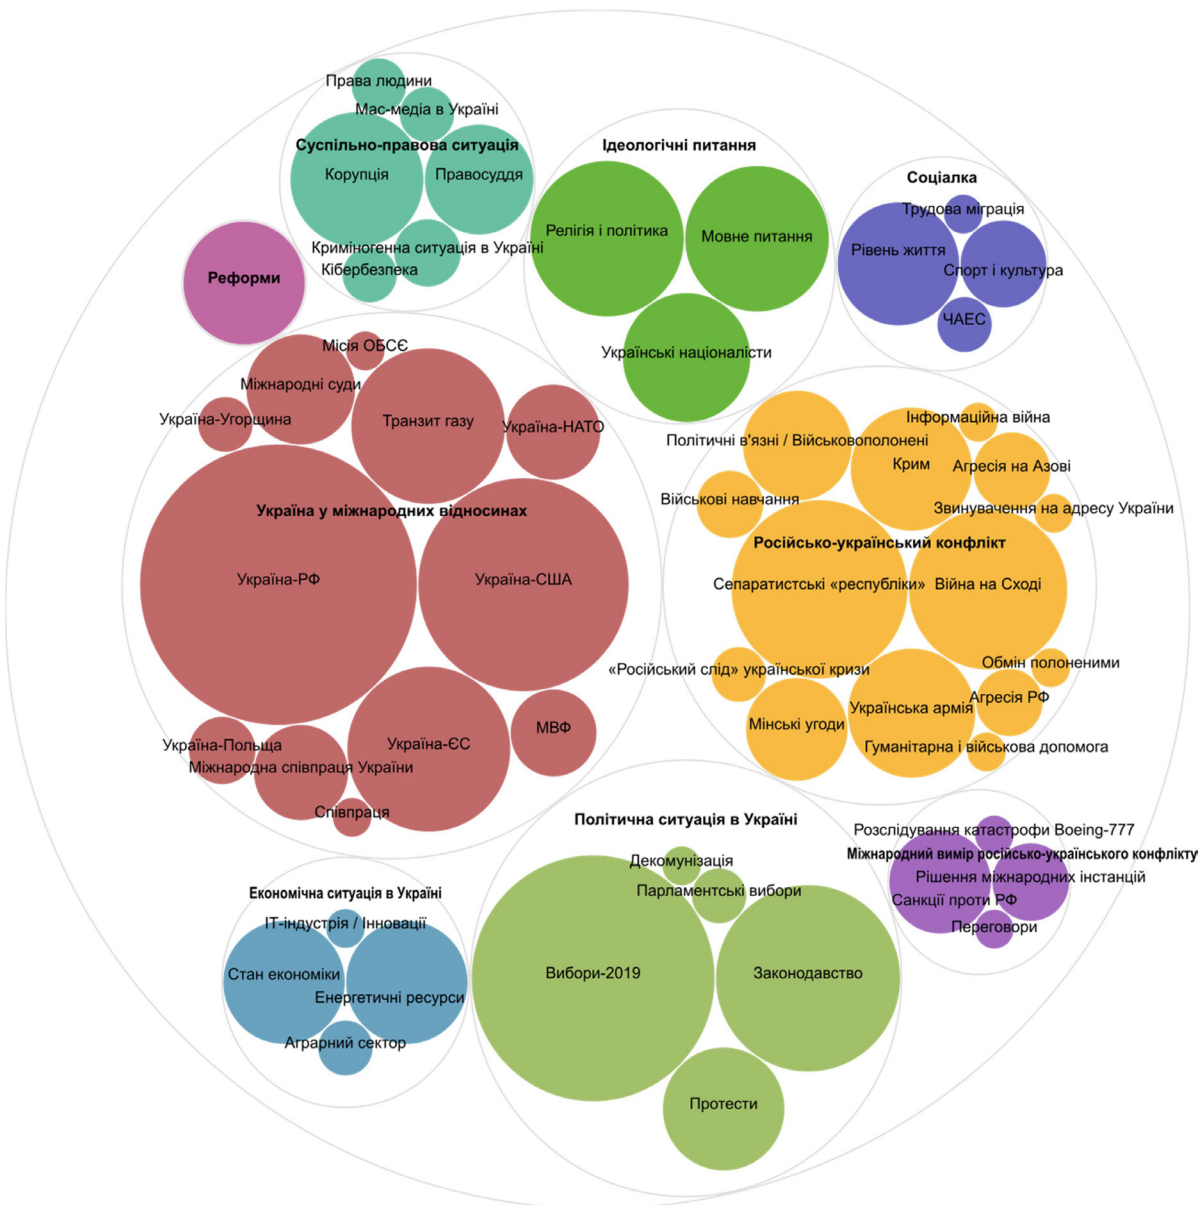 Права людини
Мас-медіа в Україні
Суспільно-правова ситуація
Корупція
Правосуддя
Криміногенна ситуація в Україні
Кібербезпека
Реформи
Ідеологічні питання
Релігія і політика
Мовне питання
Українські націоналісти
Соціалка
Трудова міграція
Рівень життя
Спорт і культура
ЧАЕС
Місія ОБСЄ
Міжнародні суди
Україна-Угорщина
Транзит газу
Україна-НАТО
Україна у міжнародних відносинах
Україна-РФ
Україна-США
Україна-Польща
Міжнародна співпраця України
Україна-ЄС
МВФ
Співпраця
Інформаційна війна
Політичні в'язні / Військовополонені
Крим
Агресія на Азові
Військові навчання
Звинувачення на адресу України
Російсько-український конфлікт
Сепаратистські «республіки»
Війна на Сході
«Російський слід» української кризи
Обмін полоненими
Агресія РФ
Мінські угоди
Українська армія
Гуманітарна і військова допомога
Політична ситуація в Україні
Декомунізація
Парламентські вибори
Вибори-2019
Законодавство
Протести
Розслідування катастрофи Boeing-777
Міжнародний вимір російсько-українського конфлікту
Рішення міжнародних інстанцій
Санкції проти РФ
Переговори
Економічна ситуація в Україні
ІТ-індустрія / Інновації
Стан економіки
Енергетичні ресурси
Аграрний сектор